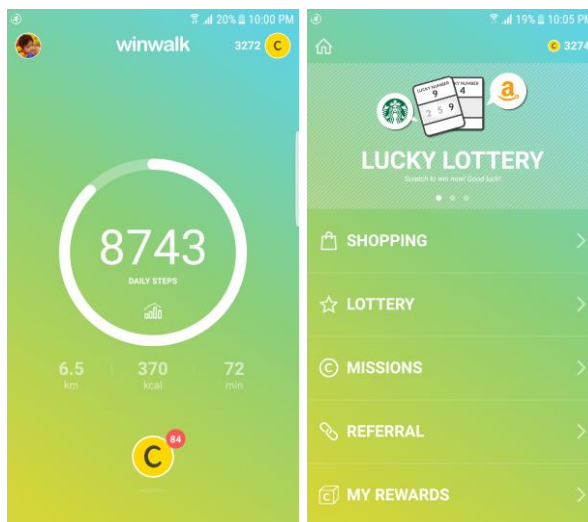 20% 10:00 PM
winwalk
3272 C
8743
DAILY STEPS
6.5 370 72
km kcal min
84
C
19% 10:05 PM
C 3274
LUCKY NUMBER
9
4
2 5 9
a
LUCKY LOTTERY
Scratch to win now! Good luck!
SHOPPING
LOTTERY
C MISSIONS
REFERRAL
C MY REWARDS